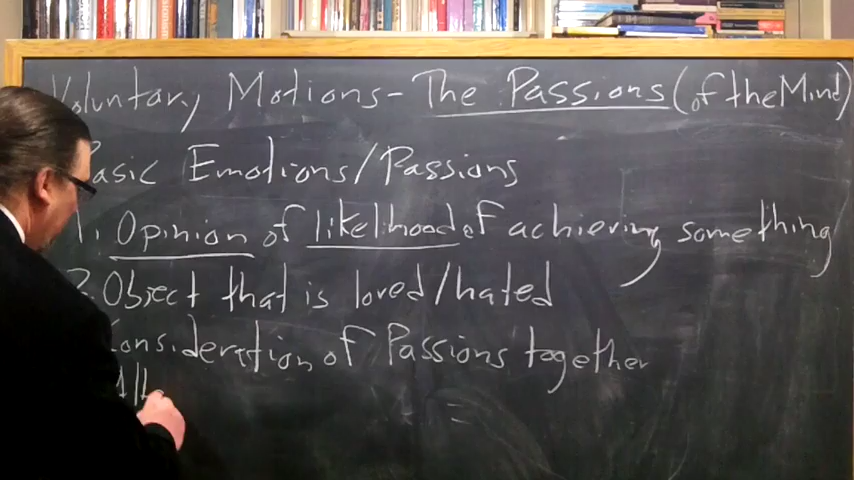 Voluntary Motions - The Passions (of the Mind)
Basic Emotions/Passions
1. Opinion of likelihood of achieving something
2. Object that is loved/hated
Consideration of Passions together
All